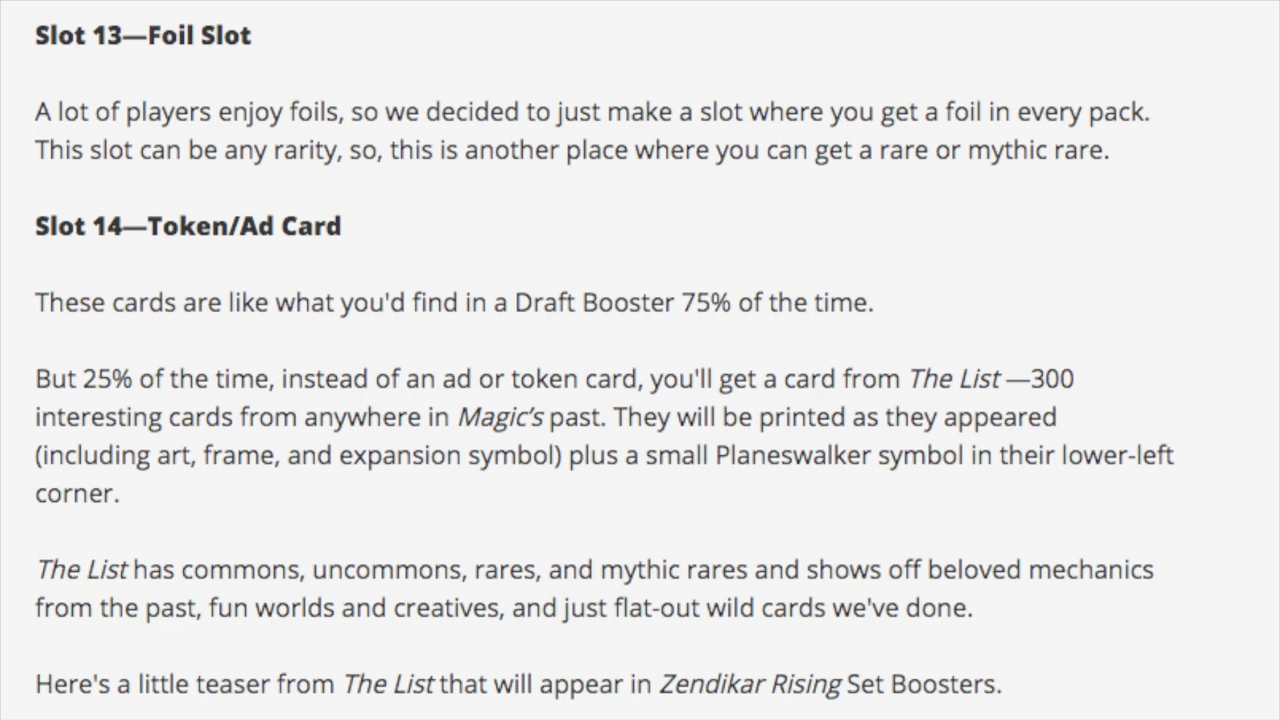 Slot 13—Foil Slot
A lot of players enjoy foils, so we decided to just make a slot where you get a foil in every pack.
This slot can be any rarity, so, this is another place where you can get a rare or mythic rare.
Slot 14—Token/Ad Card
These cards are like what you'd find in a Draft Booster 75% of the time.
But 25% of the time, instead of an ad or token card, you'll get a card from The List —300
interesting cards from anywhere in Magic’s past. They will be printed as they appeared
(including art, frame, and expansion symbol) plus a small Planeswalker symbol in their lower-left
corner.
The List has commons, uncommons, rares, and mythic rares and shows off beloved mechanics
from the past, fun worlds and creatives, and just flat-out wild cards we've done.
Here's a little teaser from The List that will appear in Zendikar Rising Set Boosters.